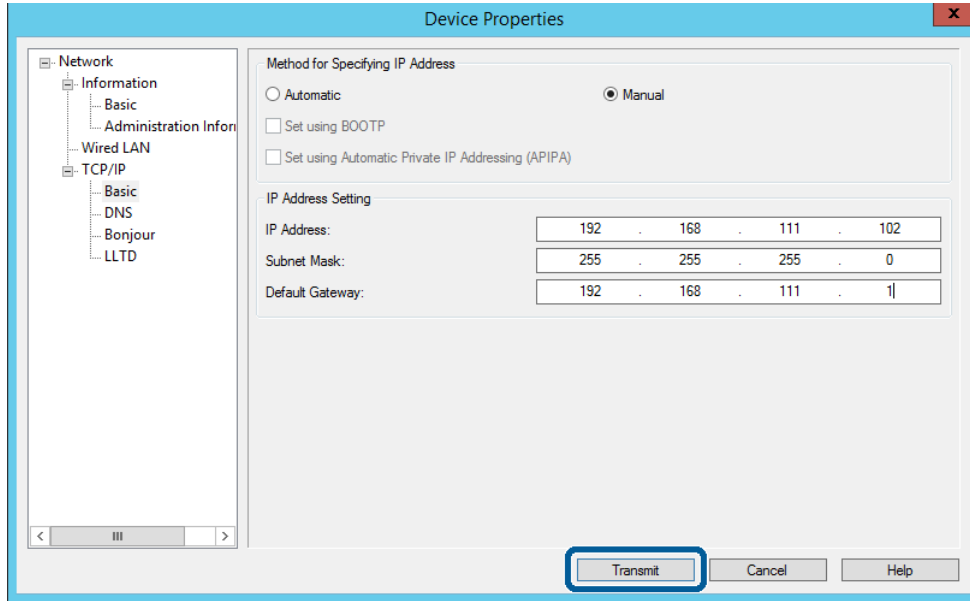 Device Properties
x
Network
Information
Basic
Administration Inforr
Wired LAN
TCP/IP
Basic
DNS
Bonjour
LLTD
Method for Specifying IP Address
Automatic
Manual
Set using BOOTP
Set using Automatic Private IP Addressing (APIPA)
IP Address Setting
IP Address: 192 . 168 . 111 . 102
Subnet Mask: 255 . 255 . 255 . 0
Default Gateway: 192 . 168 . 111 . 1
Transmit Cancel Help